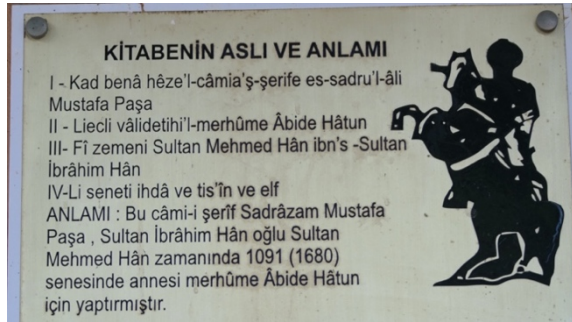 KİTABENİN ASLI VE ANLAMI
I - Kad benâ hêze'l-câmia'ş-şerife es-sadru'l-âli
Mustafa Paşa
II - Liecli vâlidetihi'l-merhûme Âbide Hâtun
III- Fî zemeni Sultan Mehmed Hân ibn's -Sultan
İbrâhim Hân
IV-Li seneti ihdâ ve tis'în ve elf
ANLAMI : Bu câmi-i şerîf Sadrâzam Mustafa
Paşa , Sultan İbrâhim Hân oğlu Sultan
Mehmed Hân zamanında 1091 (1680)
senesinde annesi merhûme Âbide Hâtun
için yaptırmıştır.